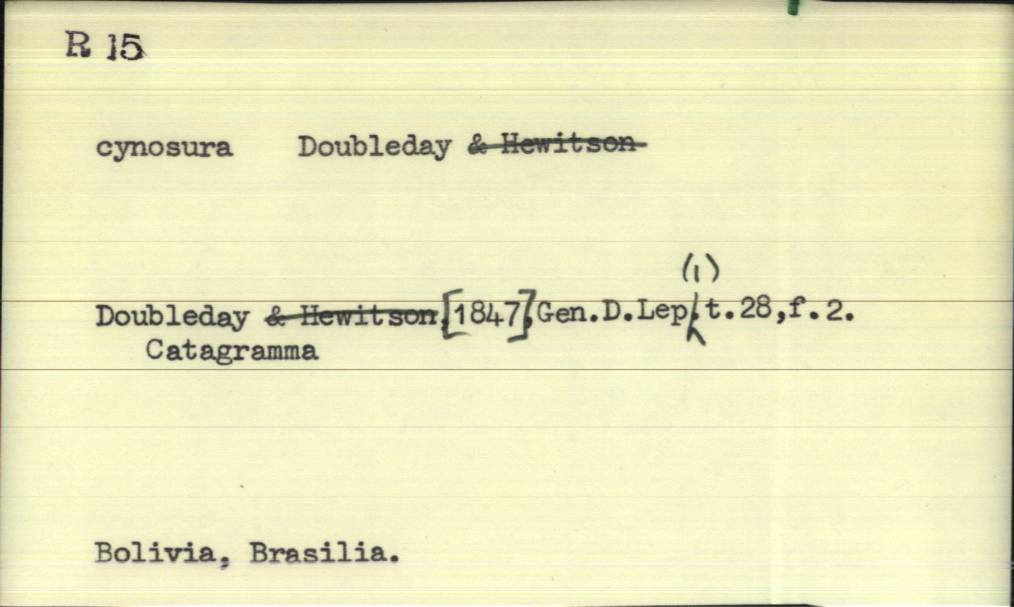 R 15
cynosura Doubleday & Hewitson
(1)
Doubleday & Hewitson,[1847],Gen.D.Lep. t.28,f.2.
Catagramma
Bolivia, Brasilia.